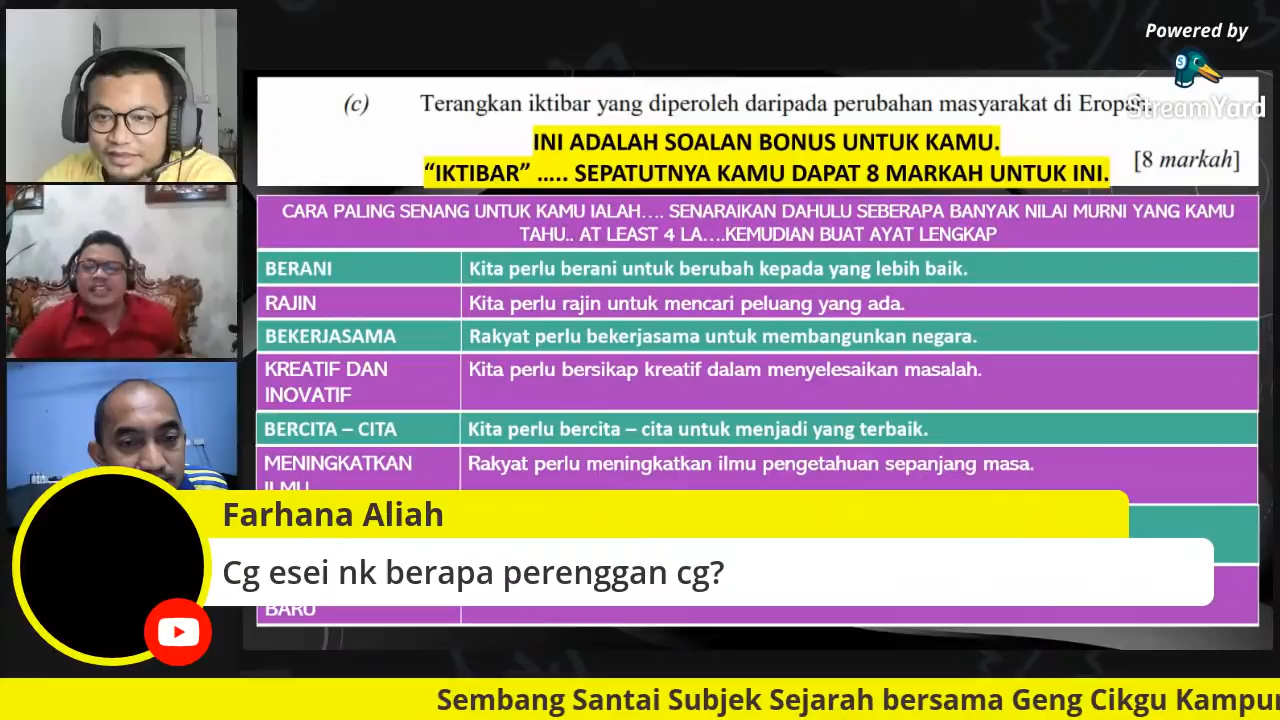 Powered by
StreamYard
(c) Terangkan iktibar yang diperoleh daripada perubahan masyarakat di Eropah.
INI ADALAH SOALAN BONUS UNTUK KAMU.
“IKTIBAR” ….. SEPATUTNYA KAMU DAPAT 8 MARKAH UNTUK INI.
[8 markah]
CARA PALING SENANG UNTUK KAMU IALAH…. SENARAIKAN DAHULU SEBERAPA BANYAK NILAI MURNI YANG KAMU
TAHU.. AT LEAST 4 LA….KEMUDIAN BUAT AYAT LENGKAP
BERANI Kita perlu berani untuk berubah kepada yang lebih baik.
RAJIN Kita perlu rajin untuk mencari peluang yang ada.
BEKERJASAMA Rakyat perlu bekerjasama untuk membangunkan negara.
KREATIF DAN Kita perlu bersikap kreatif dalam menyelesaikan masalah.
INOVATIF
BERCITA – CITA Kita perlu bercita – cita untuk menjadi yang terbaik.
MENINGKATKAN Rakyat perlu meningkatkan ilmu pengetahuan sepanjang masa.
ILMU
Farhana Aliah
Cg esei nk berapa perenggan cg?
BARU
Sembang Santai Subjek Sejarah bersama Geng Cikgu Kampu